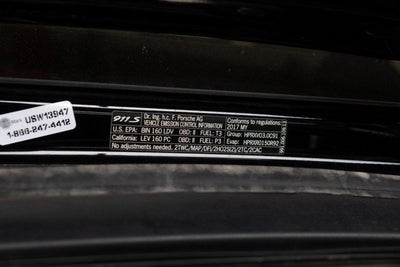 USW13947
1-866-247-4412
911 S
Dr. Ing. h.c. F. Porsche AG
VEHICLE EMISSION CONTROL INFORMATION
Conforms to regulations:
2017 MY
U.S. EPA: BIN 160 LDV OBD: II FUEL: T3
Group: HPRXV03.0C91
California: LEV 160 PC OBD: II FUEL: P3
Evap: HPRXR0150R92
No adjustments needed. 2TWC/MAP/DFI/2HO2S(2)/2TC/2CAC